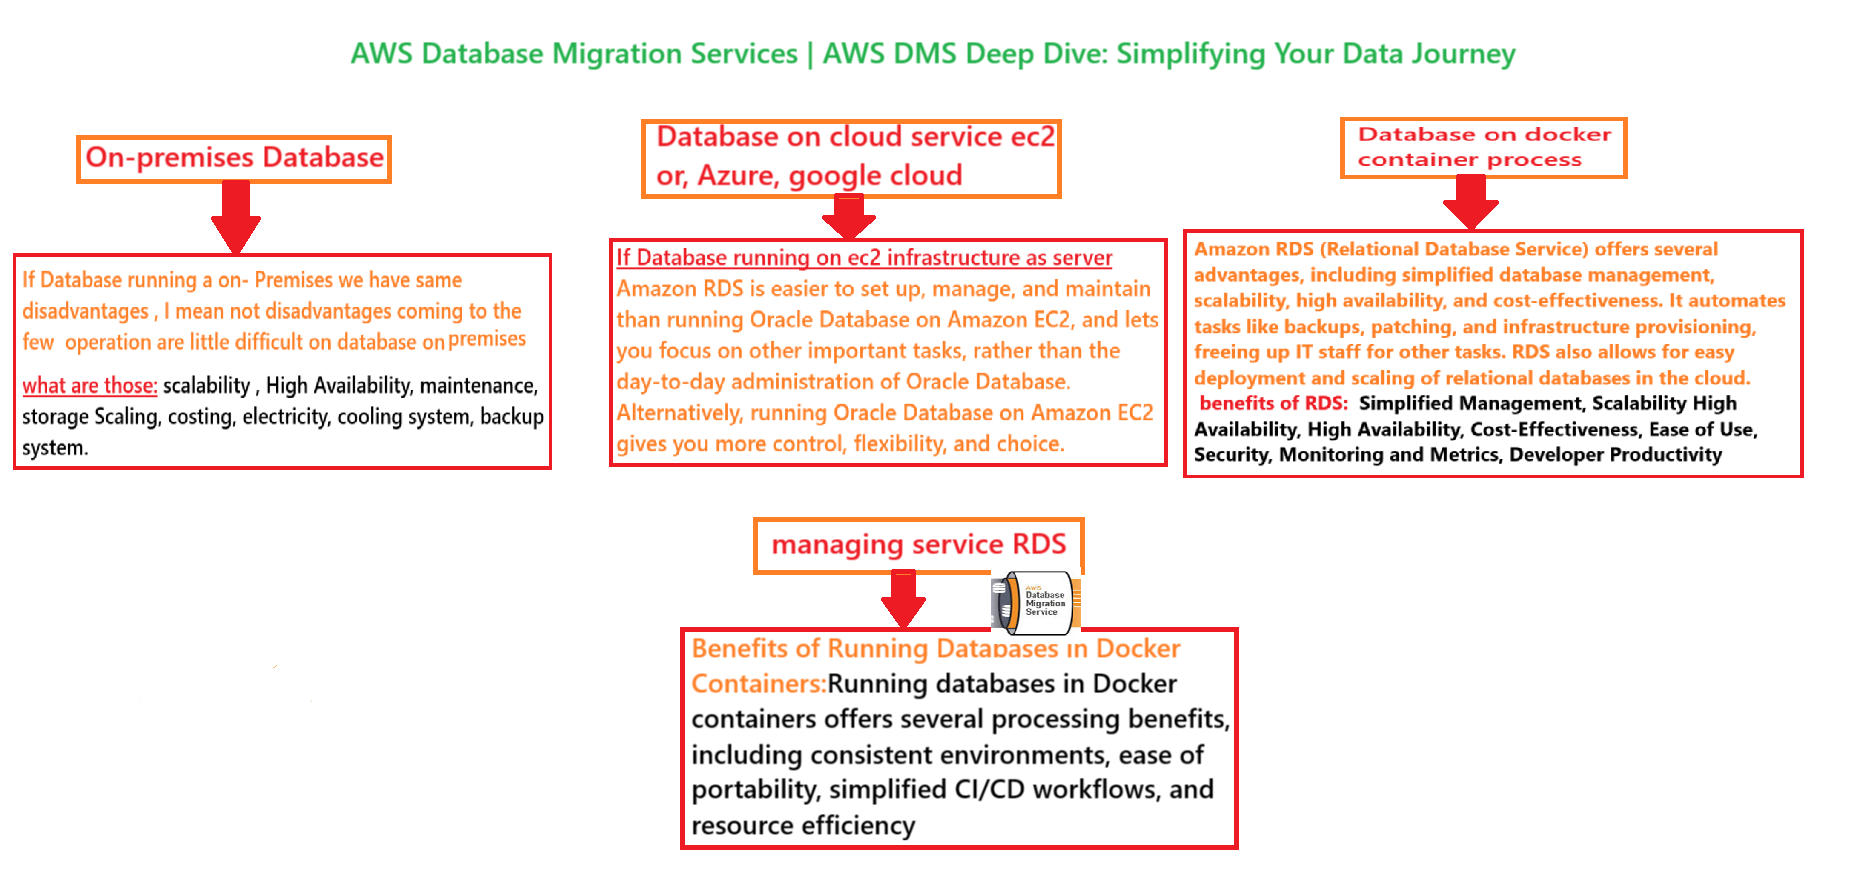 AWS Database Migration Services | AWS DMS Deep Dive: Simplifying Your Data Journey
On-premises Database
If Database running a on- Premises we have same
disadvantages , I mean not disadvantages coming to the
few operation are little difficult on database on premises
what are those: scalability , High Availability, maintenance,
storage Scaling, costing, electricity, cooling system, backup
system.
Database on cloud service ec2
or, Azure, google cloud
If Database running on ec2 infrastructure as server
Amazon RDS is easier to set up, manage, and maintain
than running Oracle Database on Amazon EC2, and lets
you focus on other important tasks, rather than the
day-to-day administration of Oracle Database.
Alternatively, running Oracle Database on Amazon EC2
gives you more control, flexibility, and choice.
Database on docker
container process
Amazon RDS (Relational Database Service) offers several
advantages, including simplified database management,
scalability, high availability, and cost-effectiveness. It automates
tasks like backups, patching, and infrastructure provisioning,
freeing up IT staff for other tasks. RDS also allows for easy
deployment and scaling of relational databases in the cloud.
benefits of RDS: Simplified Management, Scalability High
Availability, High Availability, Cost-Effectiveness, Ease of Use,
Security, Monitoring and Metrics, Developer Productivity
managing service RDS
AWS
Database
Migration
Service
Benefits of Running Databases in Docker
Containers:Running databases in Docker
containers offers several processing benefits,
including consistent environments, ease of
portability, simplified CI/CD workflows, and
resource efficiency